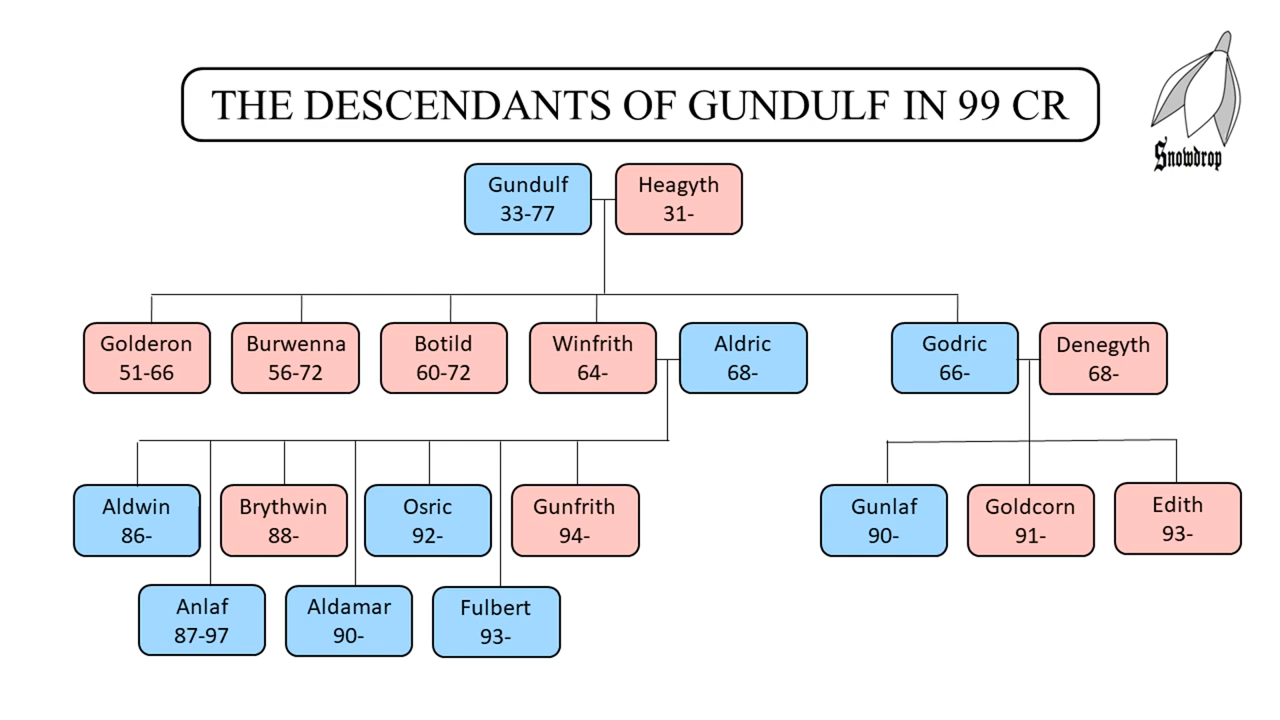 THE DESCENDANTS OF GUNDULF IN 99 CR
Snowdrop
Gundulf
33-77
Heagyth
31-
Golderon
51-66
Burwenna
56-72
Botild
60-72
Winfrith
64-
Aldric
68-
Godric
66-
Denegyth
68-
Aldwin
86-
Brythwin
88-
Osric
92-
Gunfrith
94-
Gunlaf
90-
Goldcorn
91-
Edith
93-
Anlaf
87-97
Aldamar
90-
Fulbert
93-